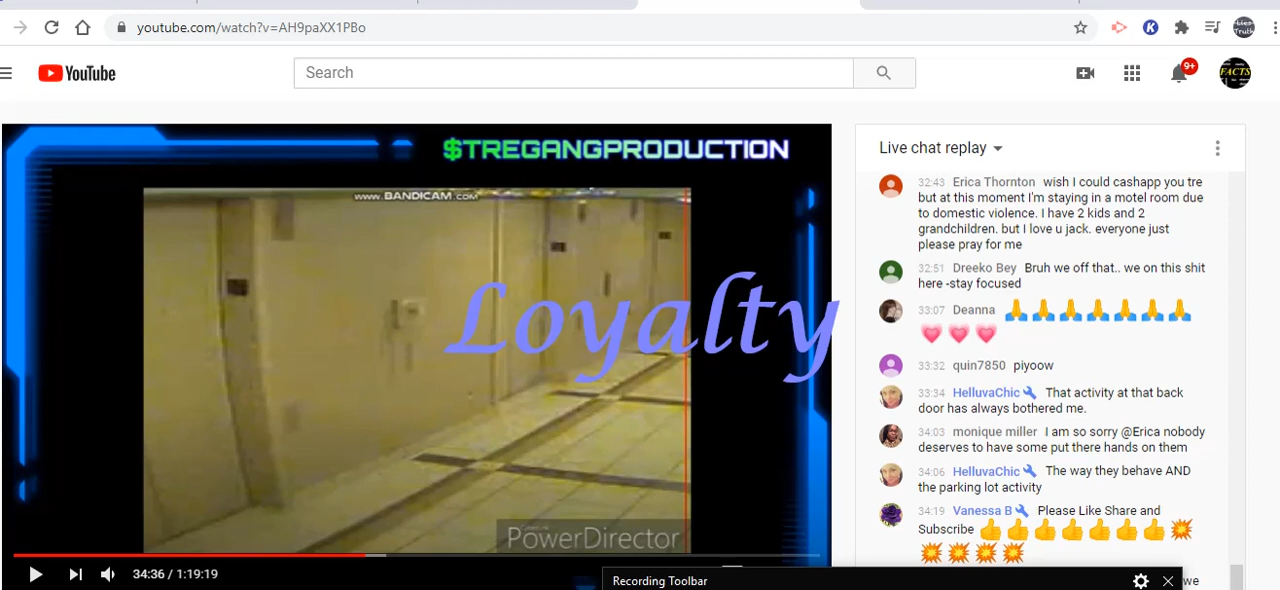 youtube.com/watch?v=AH9paXX1PBo
YouTube
Search
9+
FACTS
$TREGANGPRODUCTION
www.BANDICAM.com
Loyalty
PowerDirector
34:36 / 1:19:19
Live chat replay
32:43 Erica Thornton wish I could cashapp you tre
but at this moment I'm staying in a motel room due
to domestic violence. I have 2 kids and 2
grandchildren. but I love u jack. everyone just
please pray for me
32:51 Dreeko Bey Bruh we off that.. we on this shit
here -stay focused
33:07 Deanna 🙏🙏🙏🙏🙏🙏🙏
💗💗💗
33:32 quin7850 piyoow
33:34 HelluvaChic That activity at that back
door has always bothered me.
34:03 monique miller I am so sorry @Erica nobody
deserves to have some put there hands on them
34:06 HelluvaChic The way they behave AND
the parking lot activity
34:19 Vanessa B Please Like Share and
Subscribe 👍👍👍👍👍👍👍💥
💥💥💥💥
we
Recording Toolbar